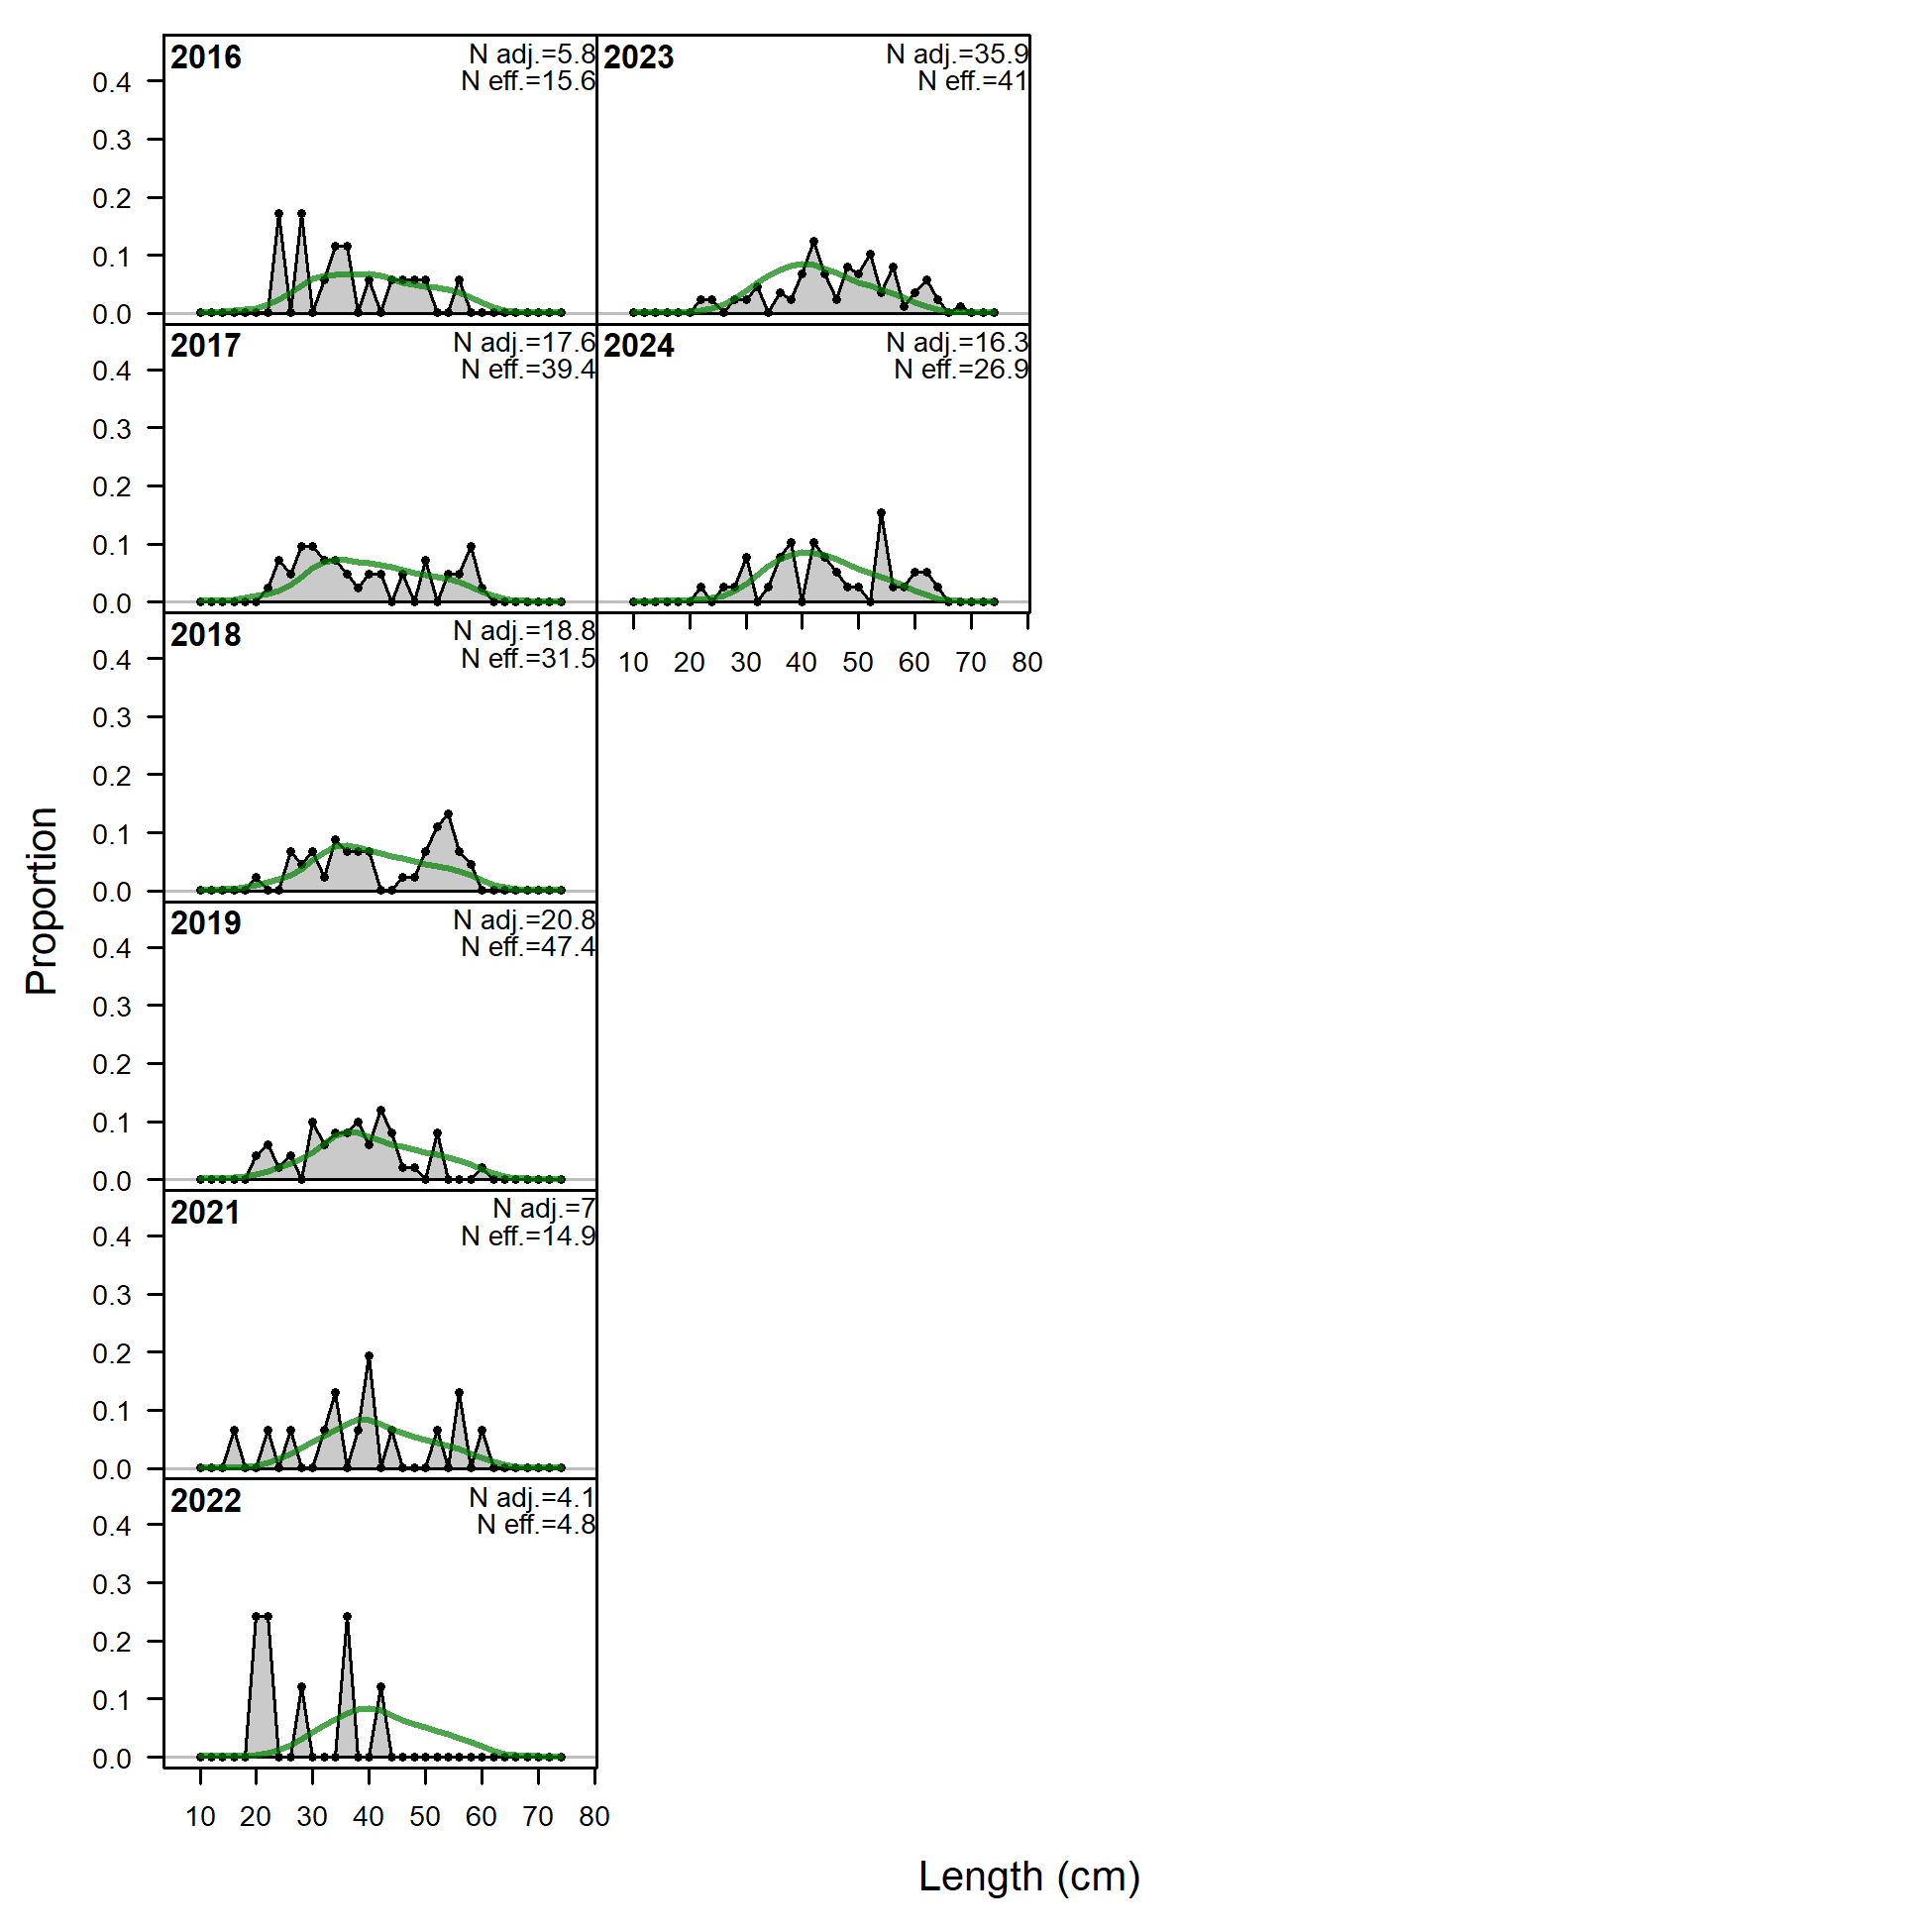 2016
N adj.=5.8
N eff.=15.6
0.4
0.3
0.2
0.1
0.0
2017
N adj.=17.6
N eff.=39.4
0.4
0.3
0.2
0.1
0.0
2018
N adj.=18.8
N eff.=31.5
0.4
0.3
0.2
0.1
0.0
2019
N adj.=20.8
N eff.=47.4
0.4
0.3
0.2
0.1
0.0
2021
N adj.=7
N eff.=14.9
0.4
0.3
0.2
0.1
0.0
2022
N adj.=4.1
N eff.=4.8
0.4
0.3
0.2
0.1
0.0
10 20 30 40 50 60 70 80
2023
N adj.=35.9
N eff.=41
2024
N adj.=16.3
N eff.=26.9
10 20 30 40 50 60 70 80
Proportion
Length (cm)